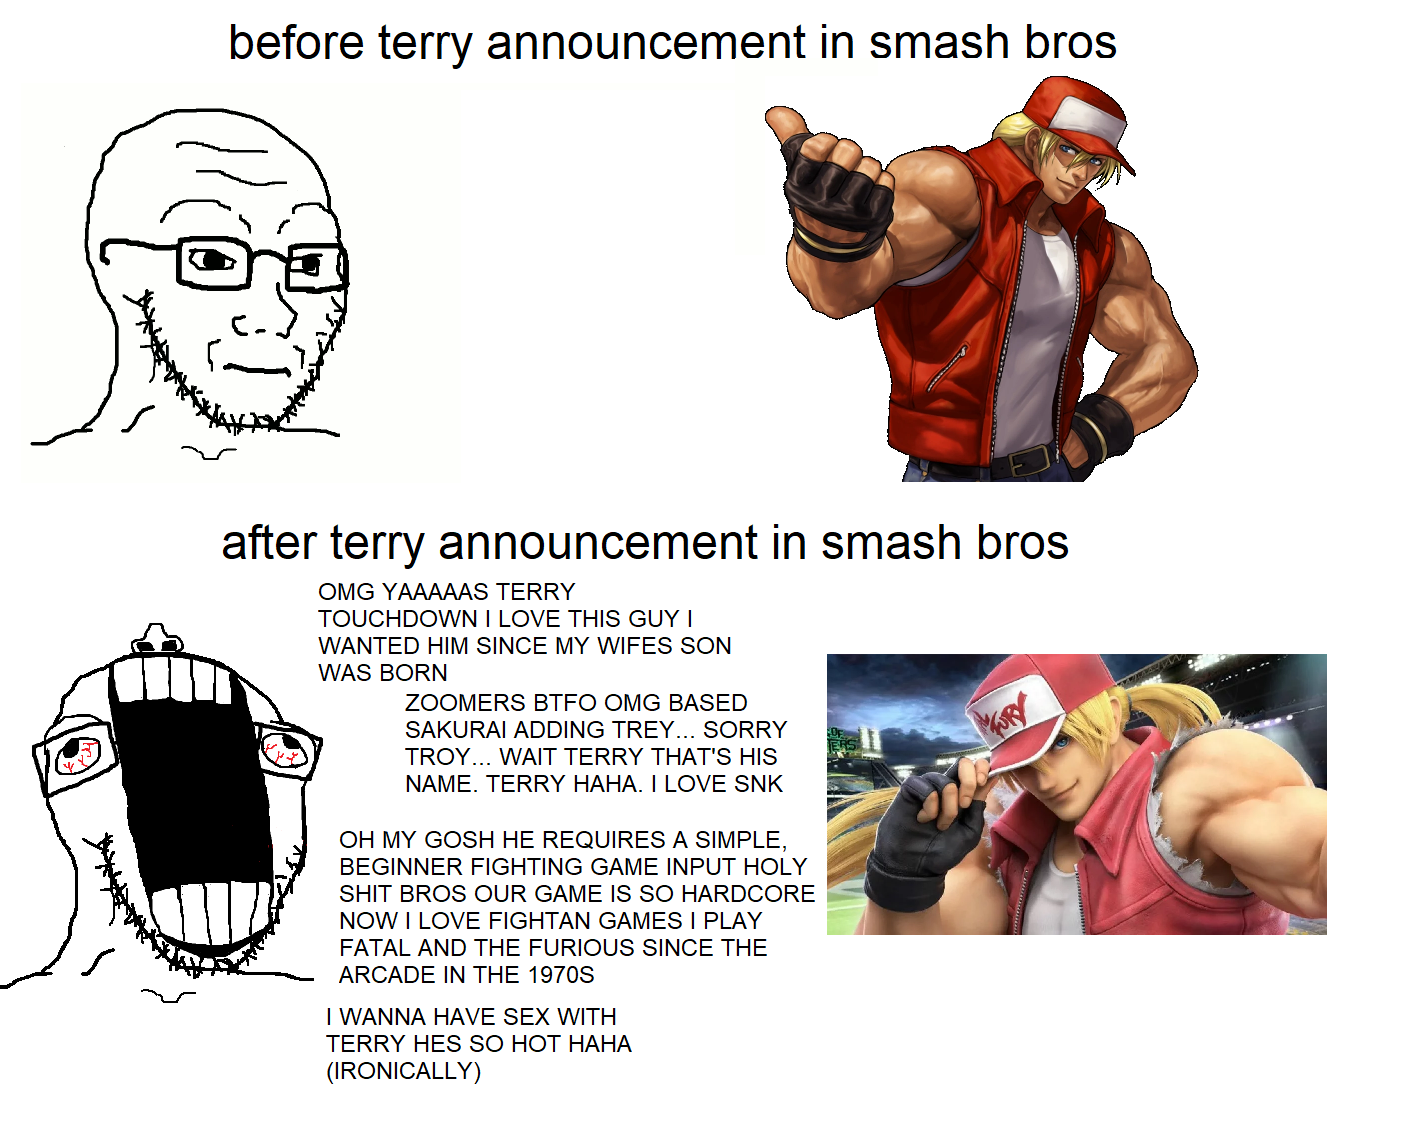 before terry announcement in smash bros
after terry announcement in smash bros
OMG YAAAAAS TERRY
TOUCHDOWN I LOVE THIS GUY I
WANTED HIM SINCE MY WIFES SON
WAS BORN
ZOOMERS BTFO OMG BASED
SAKURAI ADDING TREY... SORRY
TROY... WAIT TERRY THAT'S HIS
NAME. TERRY HAHA. I LOVE SNK
OH MY GOSH HE REQUIRES A SIMPLE,
BEGINNER FIGHTING GAME INPUT HOLY
SHIT BROS OUR GAME IS SO HARDCORE
NOW I LOVE FIGHTAN GAMES I PLAY
FATAL AND THE FURIOUS SINCE THE
ARCADE IN THE 1970S
I WANNA HAVE SEX WITH
TERRY HES SO HOT HAHA
(IRONICALLY)
FURY
OF